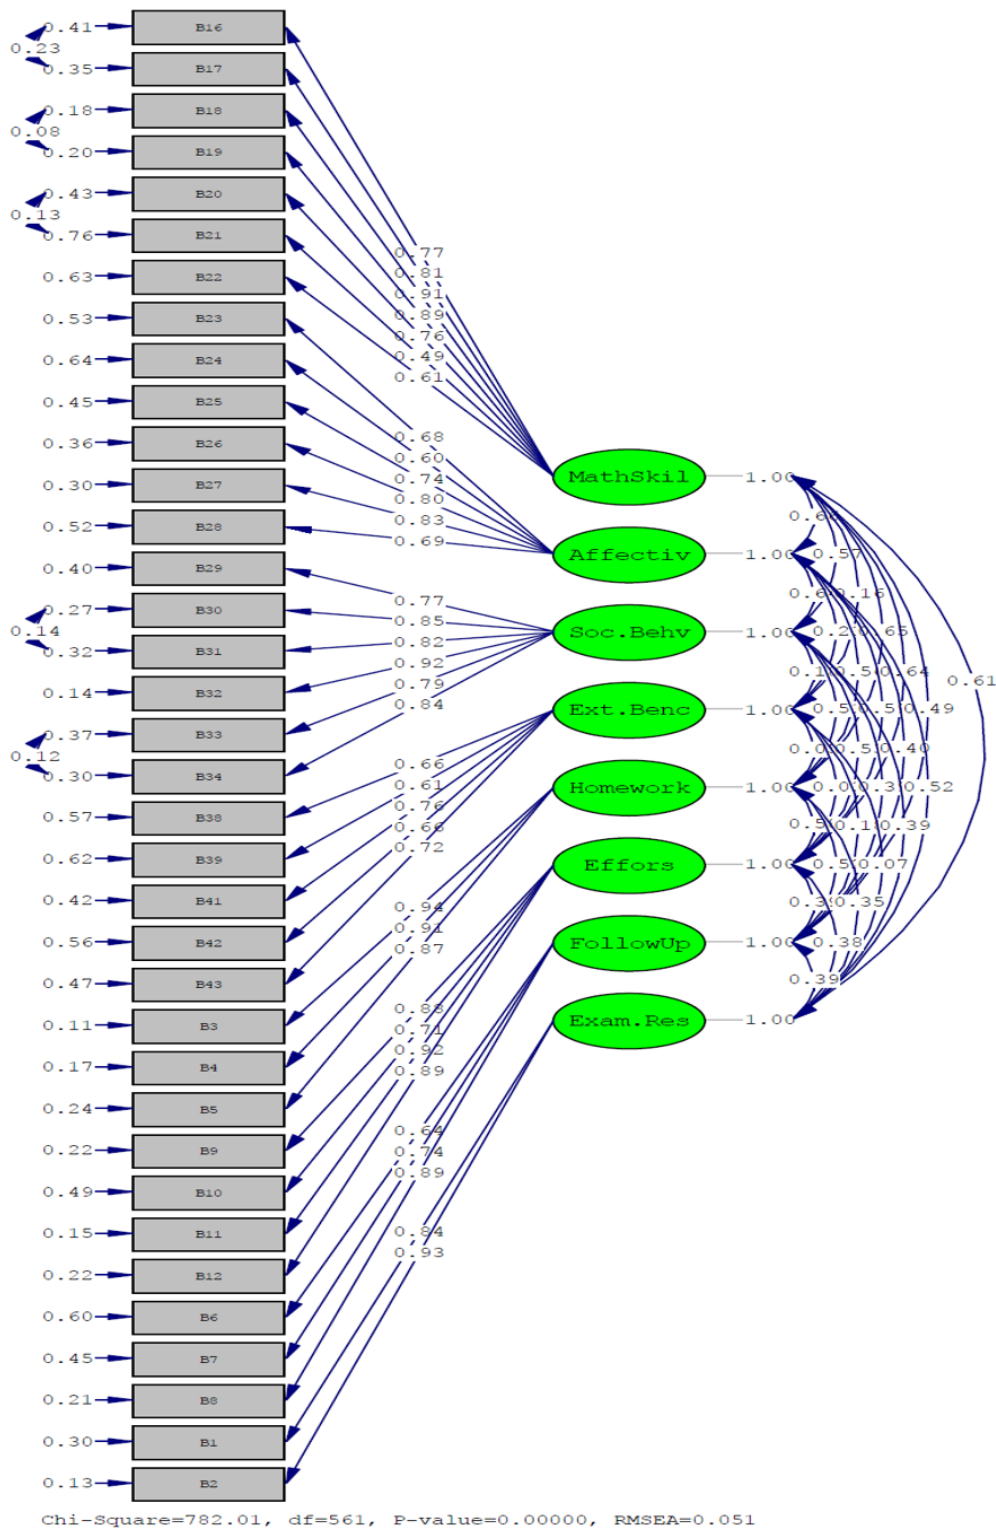 0.41 B16
0.23
0.35 B17
0.18 B18
0.08
0.20 B19
0.43 B20
0.13
0.76 B21
0.63 B22
0.53 B23
0.64 B24
0.45 B25
0.36 B26
0.30 B27
0.52 B28
0.40 B29
0.27 B30
0.14
0.32 B31
0.14 B32
0.37 B33
0.12
0.30 B34
0.57 B38
0.62 B39
0.42 B41
0.56 B42
0.47 B43
0.11 B3
0.17 B4
0.24 B5
0.22 B9
0.49 B10
0.15 B11
0.22 B12
0.60 B6
0.45 B7
0.21 B8
0.30 B1
0.13 B2
0.77
0.81
0.91
0.89
0.76
0.49
0.61
0.68
0.60
0.74
0.80
0.83
0.69
0.77
0.85
0.82
0.92
0.79
0.84
0.66
0.61
0.76
0.66
0.72
0.94
0.91
0.87
0.88
0.71
0.92
0.89
0.64
0.74
0.89
0.84
0.93
MathSkil 1.00
Affectiv 1.00
Soc.Behv 1.00
Ext.Benc 1.00
Homework 1.00
Effors 1.00
FollowUp 1.00
Exam.Res 1.00
0.57
0.16
0.65
0.64
0.49
0.61
0.40
0.52
0.39
0.07
0.35
0.38
0.39
Chi-Square=782.01, df=561, P-value=0.00000, RMSEA=0.051